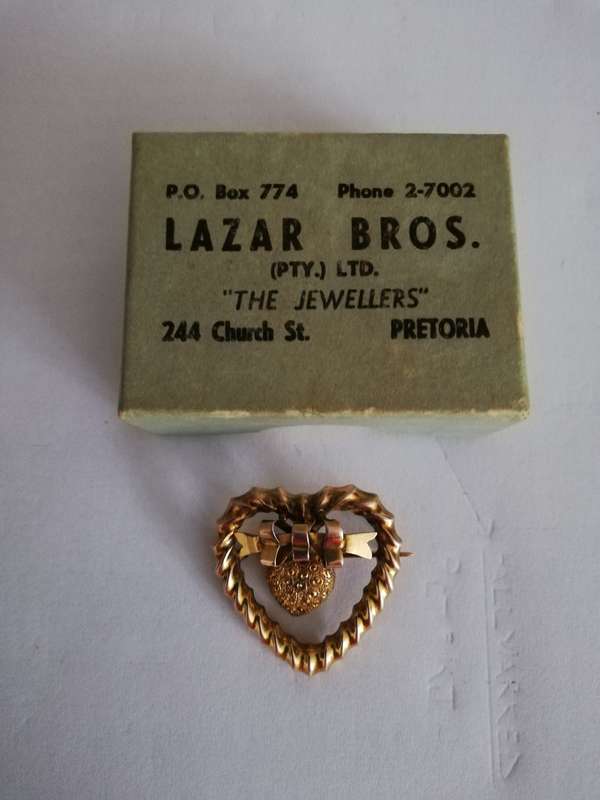 P.O. Box 774 Phone 2-7002
LAZAR BROS.
(PTY.) LTD.
"THE JEWELLERS"
244 Church St. PRETORIA